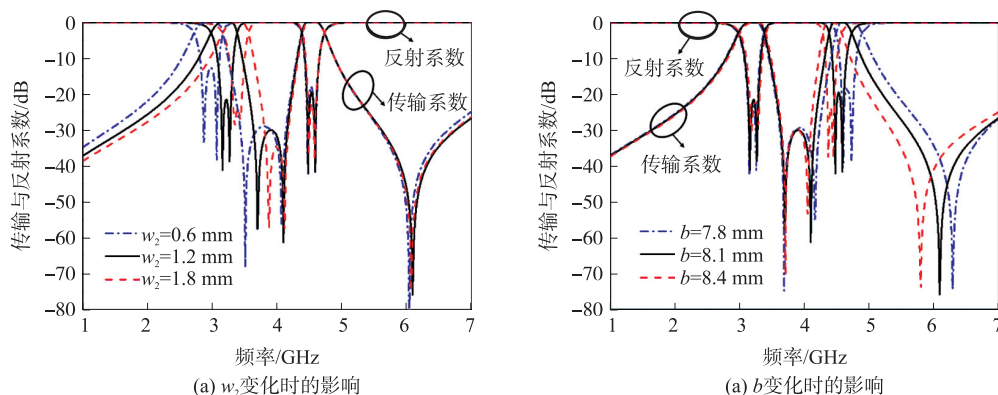 传输与反射系数/dB
0
−10
−20
−30
−40
−50
−60
−70
−80
反射系数
传输系数
w₂=0.6 mm
w₂=1.2 mm
w₂=1.8 mm
1 2 3 4 5 6 7
频率/GHz
(a) w₂变化时的影响
传输与反射系数/dB
0
−10
−20
−30
−40
−50
−60
−70
−80
反射系数
传输系数
b=7.8 mm
b=8.1 mm
b=8.4 mm
1 2 3 4 5 6 7
频率/GHz
(a) b变化时的影响